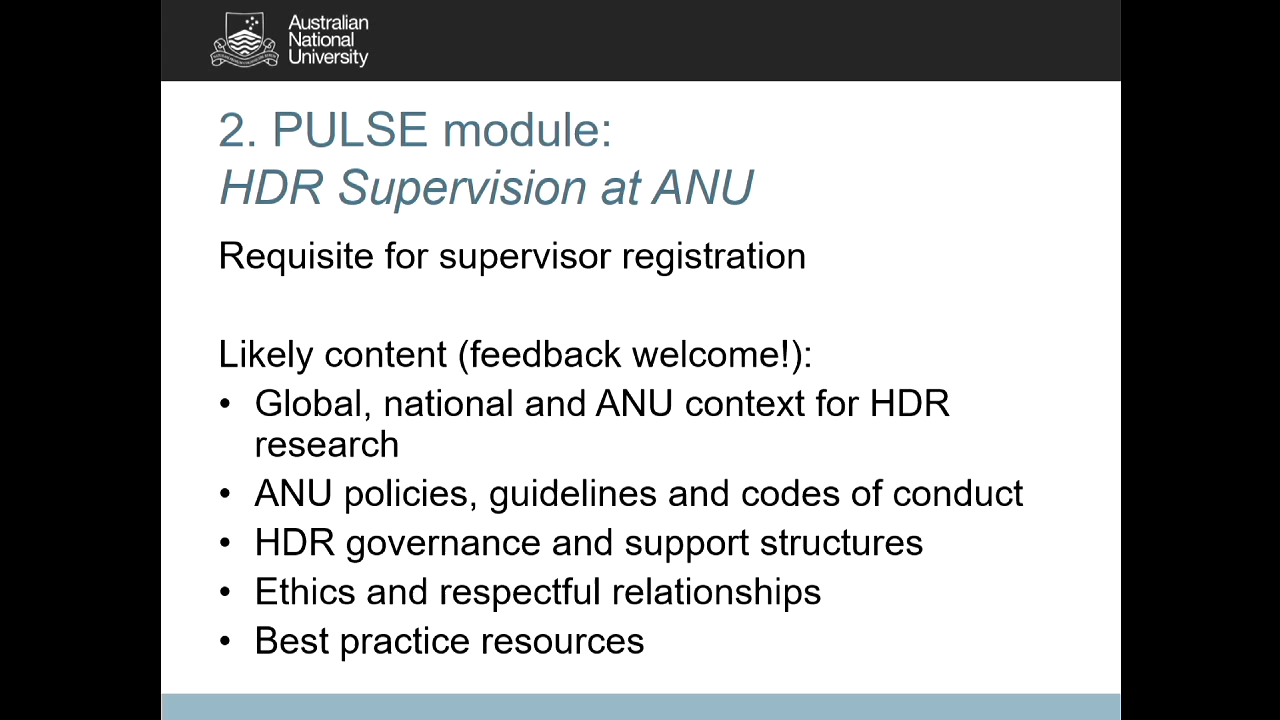 Australian
National
University
2. PULSE module:
HDR Supervision at ANU
Requisite for supervisor registration
Likely content (feedback welcome!):
• Global, national and ANU context for HDR
research
• ANU policies, guidelines and codes of conduct
• HDR governance and support structures
• Ethics and respectful relationships
• Best practice resources